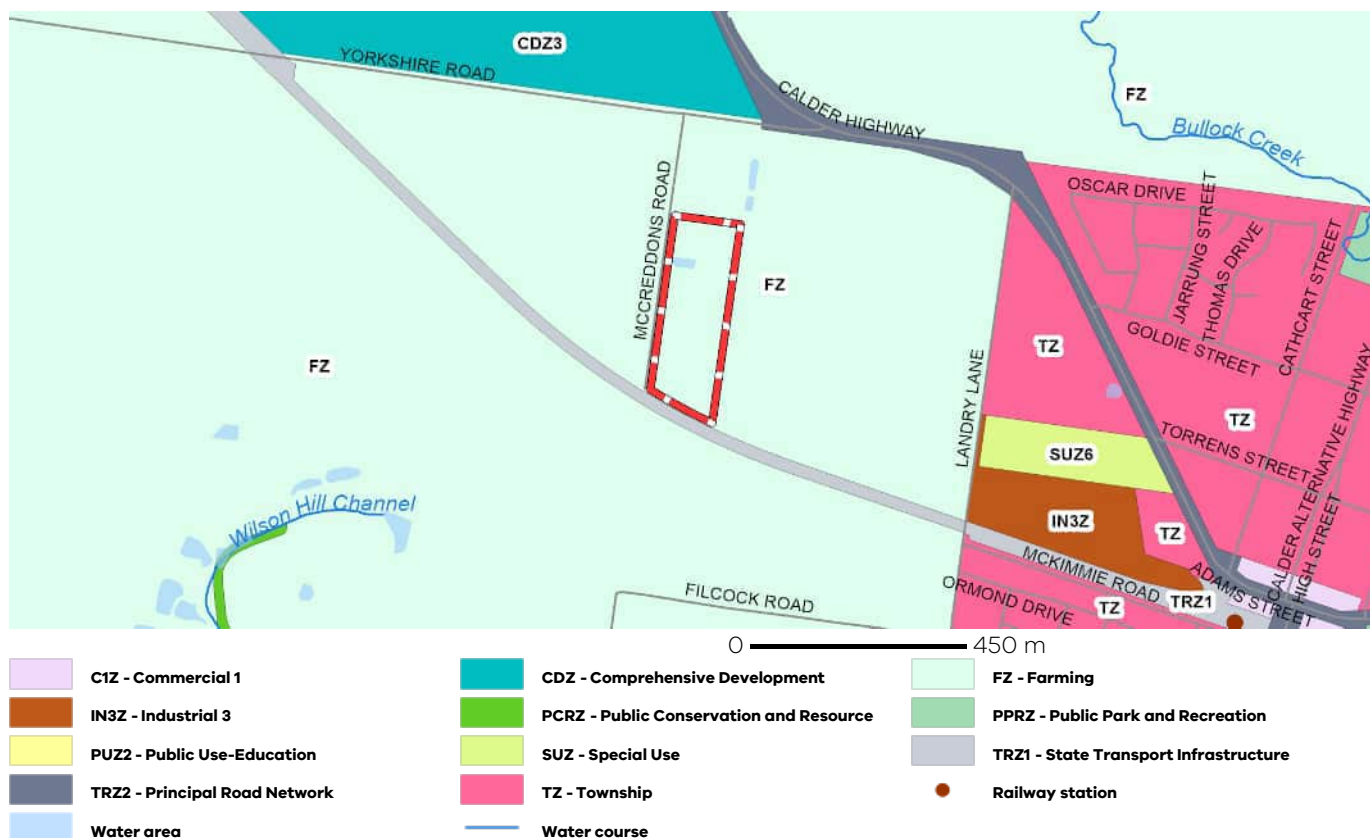 CDZ3
YORKSHIRE ROAD
CALDER HIGHWAY
FZ
Bullock Creek
MCCREDDONS ROAD
OSCAR DRIVE
JARRUNG STREET
THOMAS DRIVE
CATHCART STREET
FZ
GOLDIE STREET
FZ
LANDRY LANE
TZ
CALDER ALTERNATIVE HIGHWAY
TZ
TORRENS STREET
SUZ6
Wilson Hill Channel
IN3Z
TZ
HIGH STREET
MCKIMMIE ROAD
ADAMS STREET
FILCOCK ROAD
ORMOND DRIVE
TZ
TRZ1
0 450 m
C1Z - Commercial 1
CDZ - Comprehensive Development
FZ - Farming
IN3Z - Industrial 3
PCRZ - Public Conservation and Resource
PPRZ - Public Park and Recreation
PUZ2 - Public Use-Education
SUZ - Special Use
TRZ1 - State Transport Infrastructure
TRZ2 - Principal Road Network
TZ - Township
Railway station
Water area
Water course